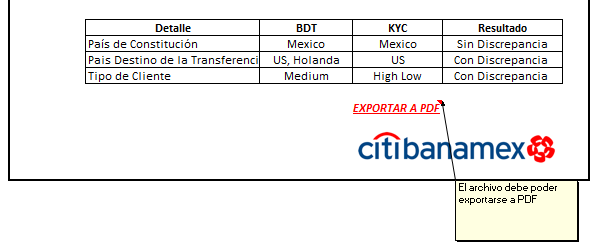 Detalle BDT KYC Resultado
País de Constitución Mexico Mexico Sin Discrepancia
Pais Destino de la Transferenci US, Holanda US Con Discrepancia
Tipo de Cliente Medium High Low Con Discrepancia
EXPORTAR A PDF
citibanamex
El archivo debe poder
exportarse a PDF